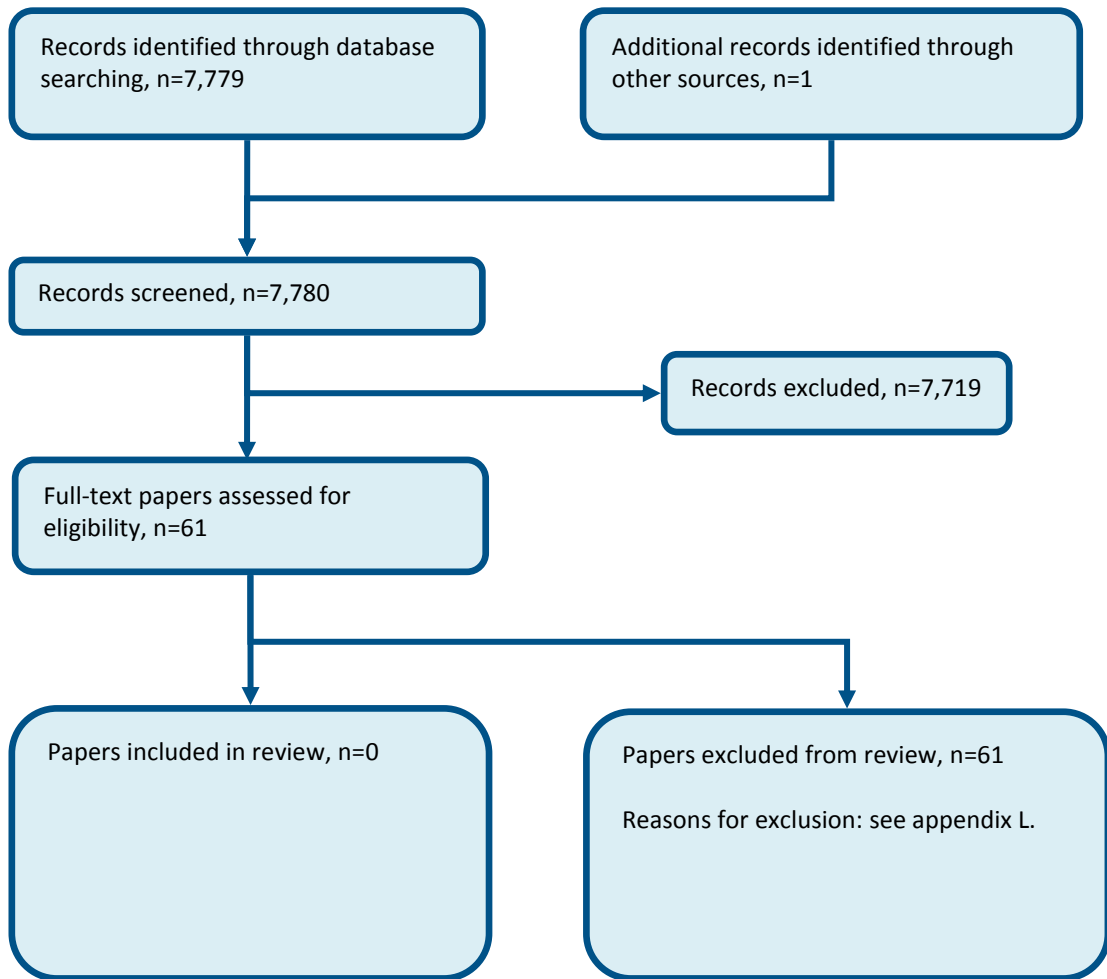 Records identified through database
searching, n=7,779
Additional records identified through
other sources, n=1
Records screened, n=7,780
Records excluded, n=7,719
Full-text papers assessed for
eligibility, n=61
Papers included in review, n=0
Papers excluded from review, n=61
Reasons for exclusion: see appendix L.